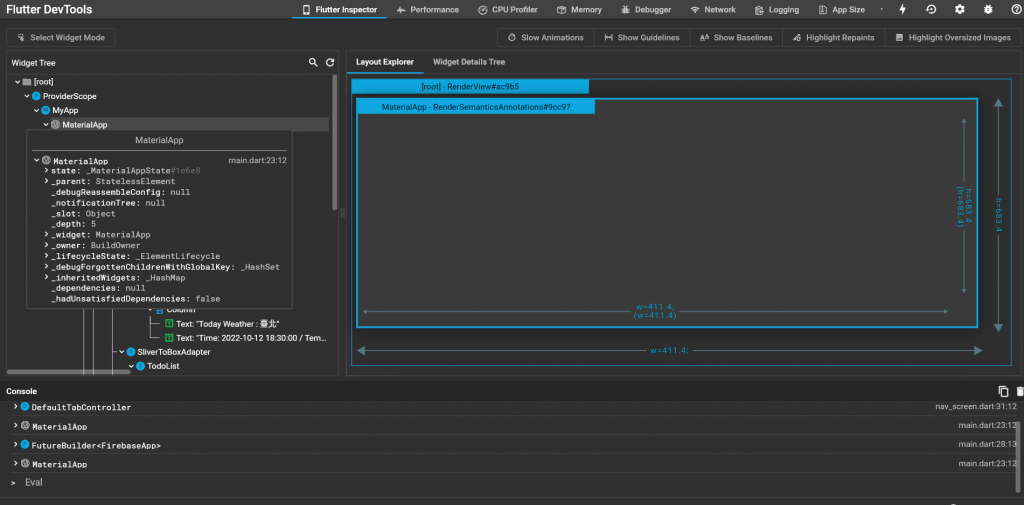 Flutter DevTools
Flutter Inspector
Performance
CPU Profiler
Memory
Debugger
Network
Logging
App Size
Select Widget Mode
Slow Animations
Show Guidelines
Show Baselines
Highlight Repaints
Highlight Oversized Images
Widget Tree
[root]
ProviderScope
MyApp
MaterialApp
MaterialApp
MaterialApp main.dart:23:12
state: _MaterialAppState#1e6e8
_parent: StatelessElement
_debugReassembleConfig: null
_notificationTree: null
_slot: Object
_depth: 5
_widget: MaterialApp
_owner: BuildOwner
_lifecycleState: _ElementLifecycle
_debugForgottenChildrenWithGlobalKey: _HashSet
_inheritedWidgets: _HashMap
_dependencies: null
_hadUnsatisfiedDependencies: false
Column
Text: "Today Weather : 臺北"
Text: "Time: 2022-10-12 18:30:00 / Tem...
SliverToBoxAdapter
TodoList
Layout Explorer
Widget Details Tree
[root] - RenderView#ac9b5
MaterialApp - RenderSemanticsAnnotations#9cc97
h=683.4
(h=683.4)
h=683.4
w=411.4;
(w=411.4)
w=411.4;
Console
DefaultTabController nav_screen.dart:31:12
MaterialApp main.dart:23:12
FutureBuilder<FirebaseApp> main.dart:28:13
MaterialApp main.dart:23:12
> Eval